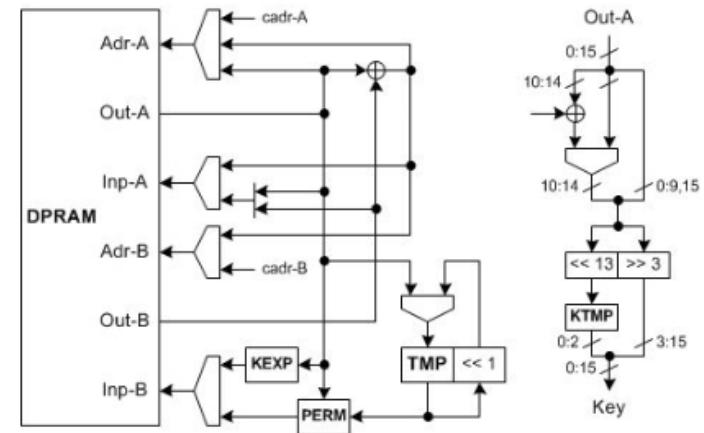 cadr-A
Out-A
Adr-A
0:15
10:14
Out-A
Inp-A
10:14
0:9,15
DPRAM
Adr-B
cadr-B
<< 13
>> 3
Out-B
KTMP
KEXP
TMP
<< 1
0:2
3:15
Inp-B
0:15
PERM
Key